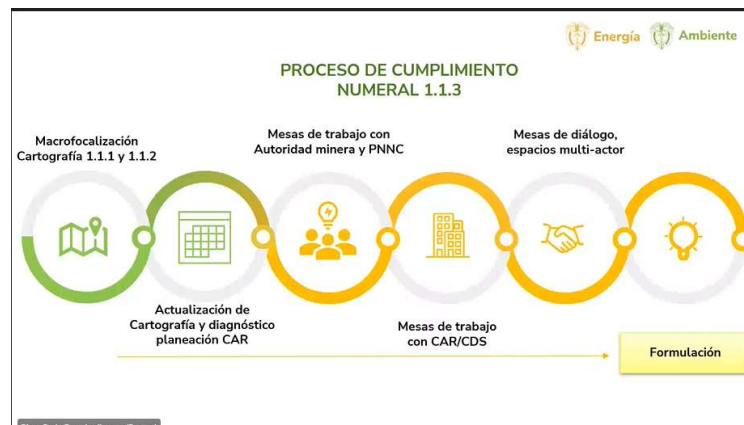 Energía
Ambiente
PROCESO DE CUMPLIMIENTO
NUMERAL 1.1.3
Macrofocalización
Cartografía 1.1.1 y 1.1.2
Mesas de trabajo con
Autoridad minera y PNNC
Mesas de diálogo,
espacios multi-actor
Actualización de
Cartografía y diagnóstico
planeación CAR
Mesas de trabajo
con CAR/CDS
Formulación